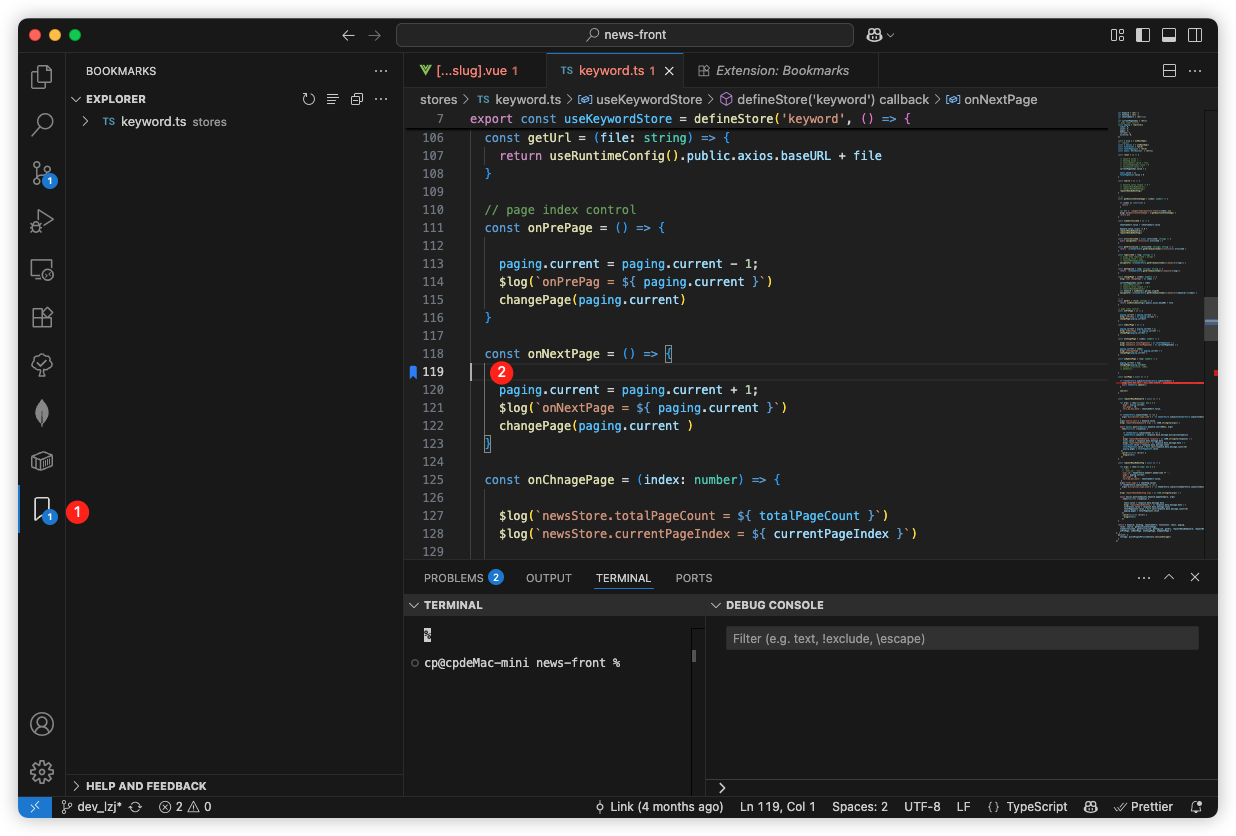 news-front
BOOKMARKS
EXPLORER
TS keyword.ts stores
HELP AND FEEDBACK
1
1
1
[...slug].vue 1
TS keyword.ts 1
Extension: Bookmarks
stores > TS keyword.ts > useKeywordStore > defineStore('keyword') callback > onNextPage
7 export const useKeywordStore = defineStore('keyword', () => {
106 const getUrl = (file: string) => {
107 return useRuntimeConfig().public.axios.baseURL + file
108 }
109
110 // page index control
111 const onPrePage = () => {
112
113 paging.current = paging.current - 1;
114 $log(`onPrePag = ${ paging.current }`)
115 changePage(paging.current)
116 }
117
118 const onNextPage = () => {
119 2
120 paging.current = paging.current + 1;
121 $log(`onNextPage = ${ paging.current }`)
122 changePage(paging.current )
123 }
124
125 const onChnagePage = (index: number) => {
126
127 $log(`newsStore.totalPageCount = ${ totalPageCount }`)
128 $log(`newsStore.currentPageIndex = ${ currentPageIndex }`)
129
PROBLEMS 2 OUTPUT TERMINAL PORTS
TERMINAL
%
cp@cpdeMac-mini news-front %
DEBUG CONSOLE
Filter (e.g. text, !exclude, \escape)
dev_lzj* 2 0 Link (4 months ago) Ln 119, Col 1 Spaces: 2 UTF-8 LF {} TypeScript Prettier